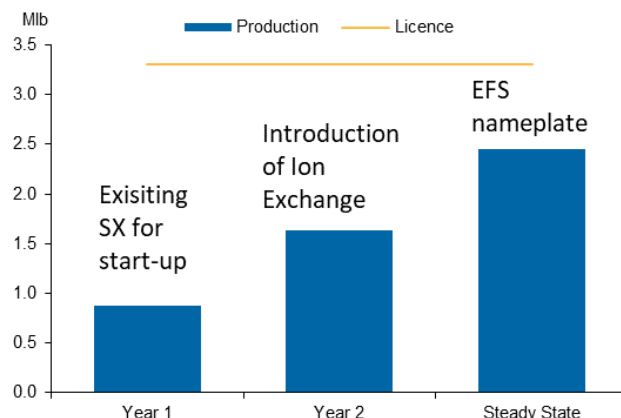 Mlb
Production
Licence
3.5
3.0
2.5
2.0
1.5
1.0
0.5
0.0
Exisiting
SX for
start-up
Introduction
of Ion
Exchange
EFS
nameplate
Year 1
Year 2
Steady State